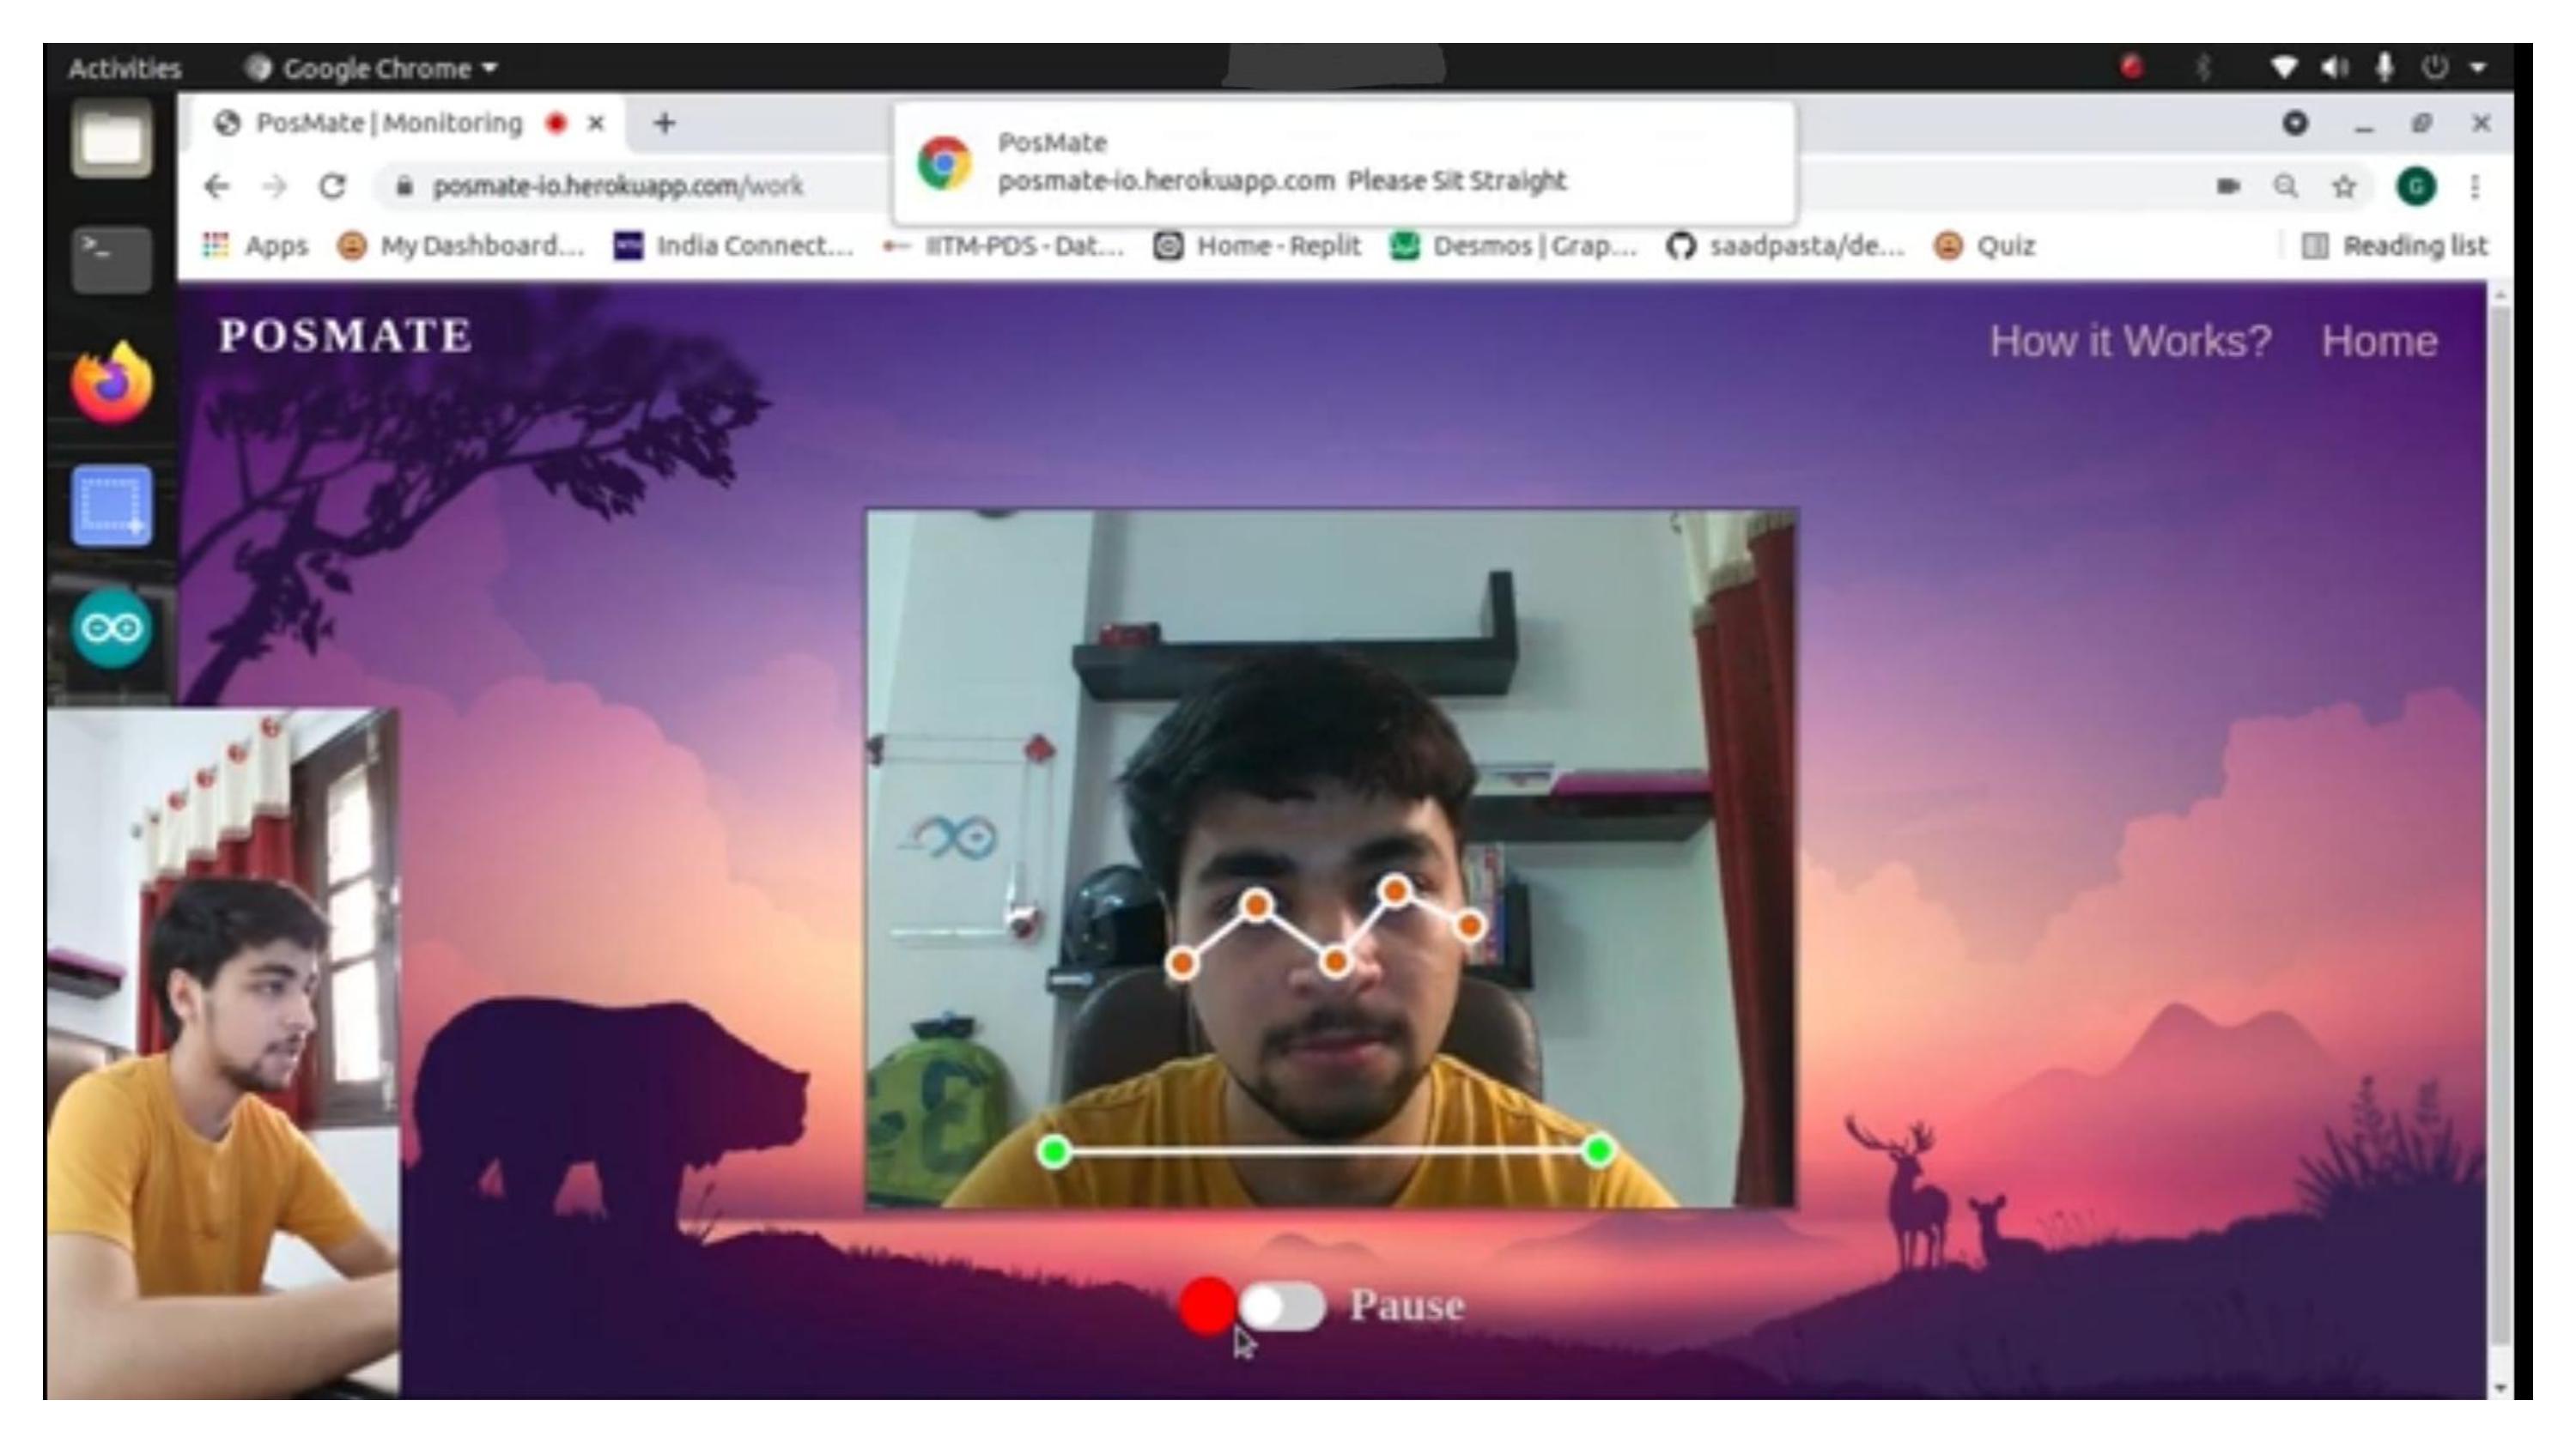 Activities Google Chrome
PosMate | Monitoring
PosMate
posmate-io.herokuapp.com Please Sit Straight
posmate-io.herokuapp.com/work
Apps My Dashboard... India Connect... IITM-PDS - Dat... Home - Replit Desmos | Grap... saadpasta/de... Quiz Reading list
POSMATE How it Works? Home
Pause